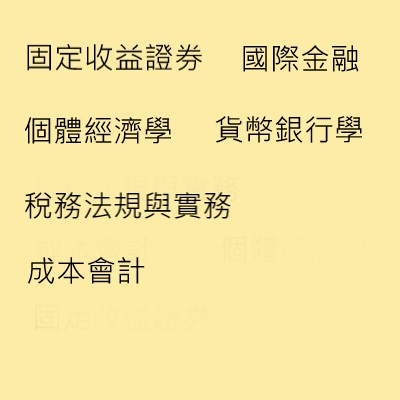 固定收益證券 國際金融
個體經濟學 貨幣銀行學
稅務法規與實務
成本會計